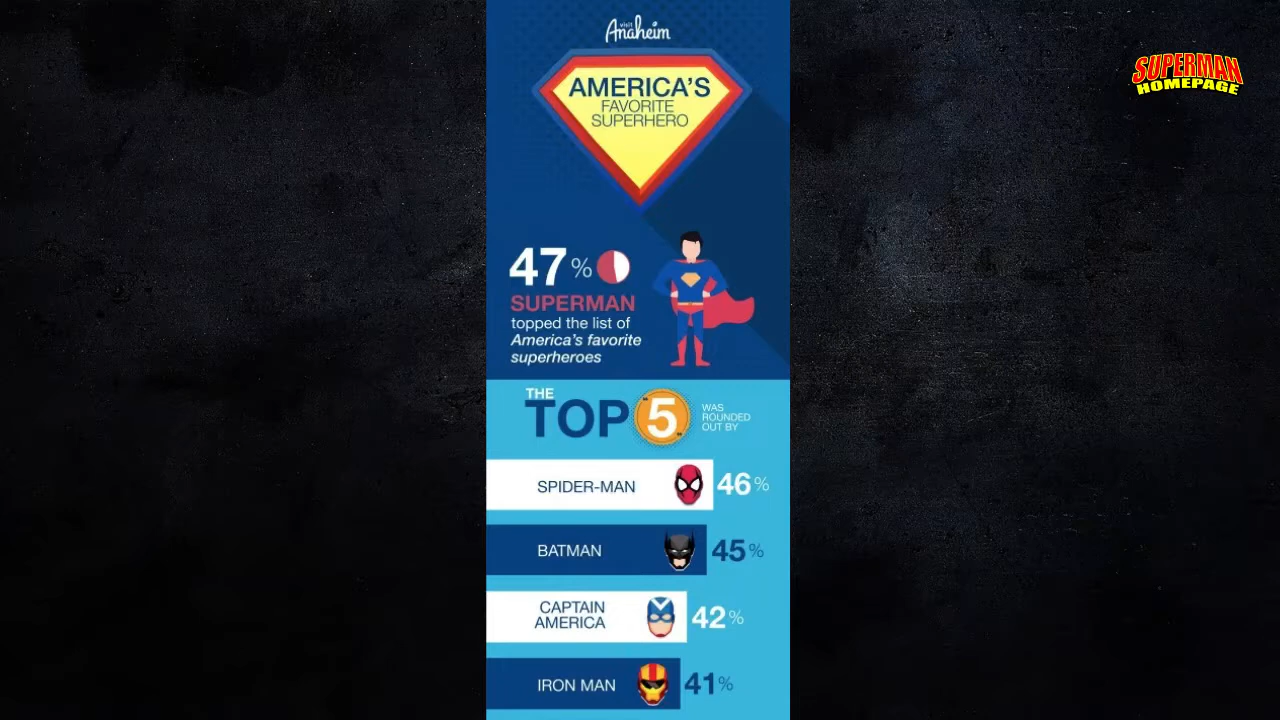 visit
Anaheim
AMERICA'S
FAVORITE
SUPERHERO
SUPERMAN
HOMEPAGE
47%
SUPERMAN
topped the list of
America's favorite
superheroes
THE
TOP 5
WAS
ROUNDED
OUT BY
SPIDER-MAN 46%
BATMAN 45%
CAPTAIN
AMERICA 42%
IRON MAN 41%